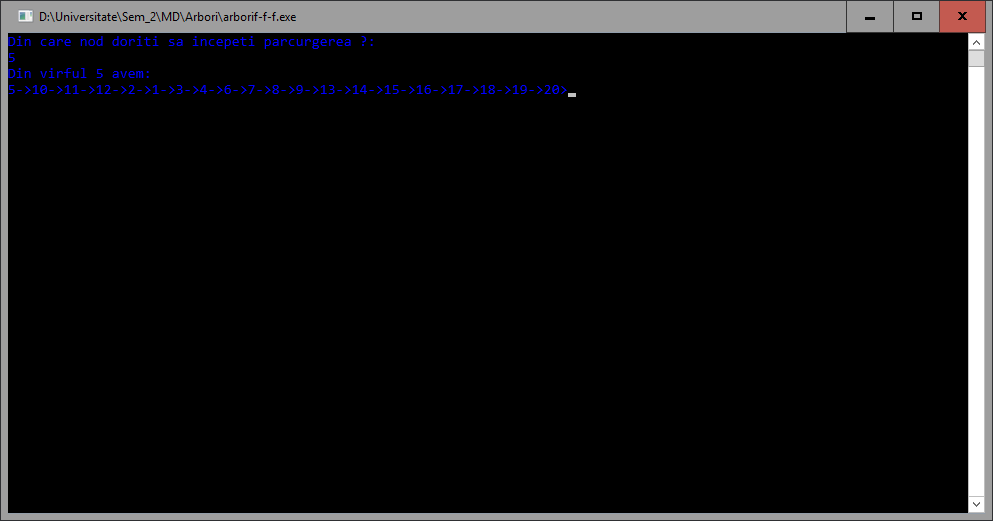 D:\Universitate\Sem_2\MD\Arbori\arborif-f-f.exe
Din care nod doriti sa incepeti parcurgerea ?:
5
Din virful 5 avem:
5->10->11->12->2->1->3->4->6->7->8->9->13->14->15->16->17->18->19->20>